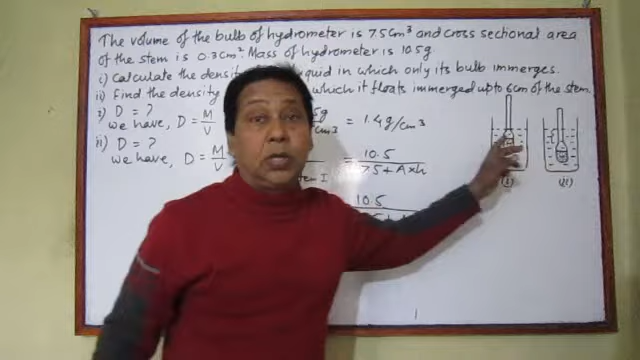 The volume of the bulb of hydrometer is 7.5cm³ and cross sectional area
of the stem is 0.3cm². Mass of hydrometer is 10.5g
i) Calculate the density liquid in which only its bulb immerges.
ii) Find the density which it floats immerged upto 6cm of the stem.
i) D = ?
we have, D = M/V 5g/cm³ = 1.4g/cm³
ii) D = ?
we have, D = M/V = 10.5/7.5+Axh
10.5
(i) (ii)